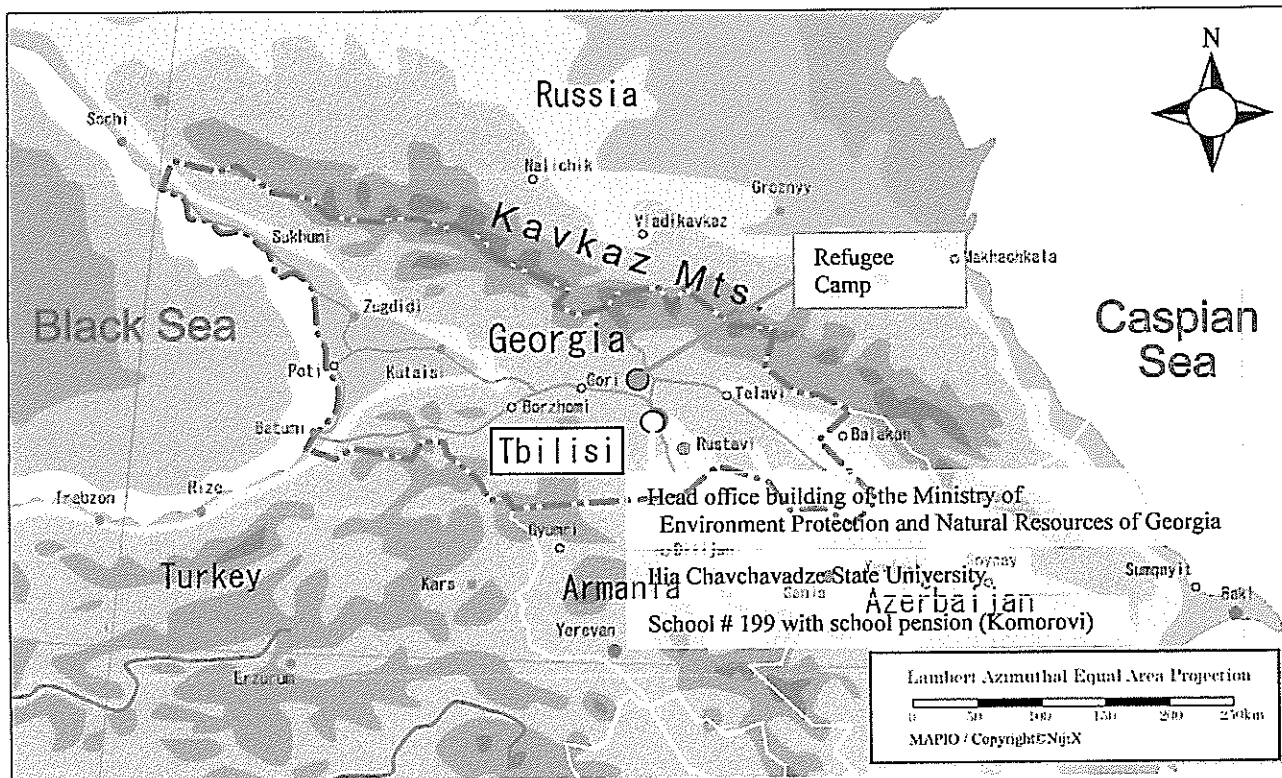 N
Russia
Sochi
Nalichik
Groznyy
Kavkaz Mts
Vladikavkaz
Sukhumi
Refugee
Camp
Makhachkala
Zugdidi
Black Sea
Georgia
Caspian
Sea
Poti
Kutaisi
Gori
Telavi
Borzhomi
Batumi
Balakan
Tbilisi
Rustavi
Rize
Trabzon
Head office building of the Ministry of
Environment Protection and Natural Resources of Georgia
Gyumri
Turkey
Kars
Armania
Ilia Chavchavadze State University
Azerbaijan
Sumqayit
Baki
School # 199 with school pension (Komorovi)
Yerevan
Erzurum
Lambert Azimuthal Equal Area Projection
0 50 100 150 200 250km
MAPIO / Copyright©NijiX